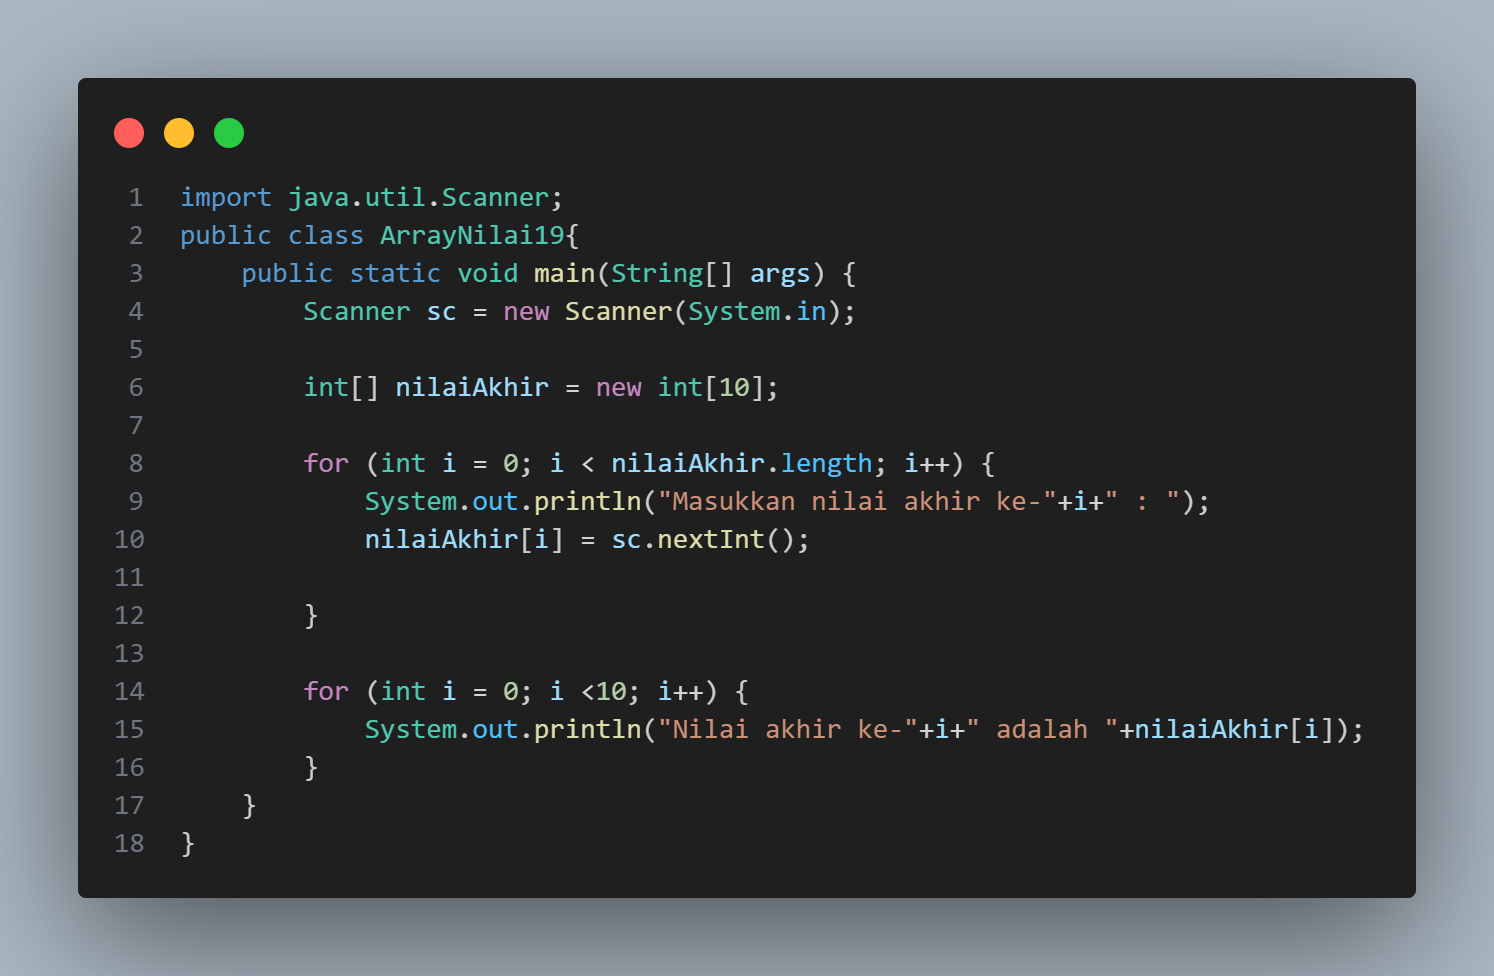 1 import java.util.Scanner;
2 public class ArrayNilai19{
3     public static void main(String[] args) {
4         Scanner sc = new Scanner(System.in);
5
6         int[] nilaiAkhir = new int[10];
7
8         for (int i = 0; i < nilaiAkhir.length; i++) {
9             System.out.println("Masukkan nilai akhir ke-"+i+" : ");
10             nilaiAkhir[i] = sc.nextInt();
11
12         }
13
14         for (int i = 0; i <10; i++) {
15             System.out.println("Nilai akhir ke-"+i+" adalah "+nilaiAkhir[i]);
16         }
17     }
18 }